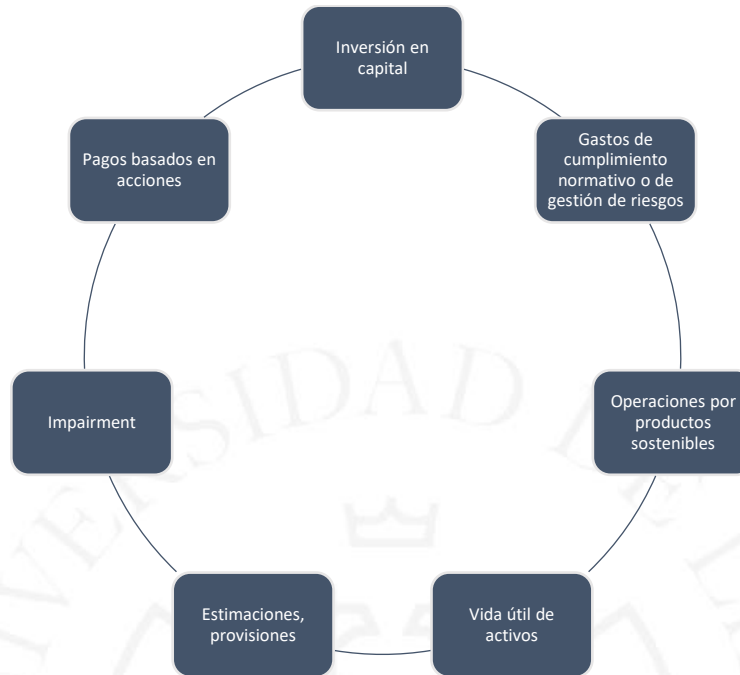 Inversión en
capital
Gastos de
cumplimiento
normativo o de
gestión de riesgos
Operaciones por
productos
sostenibles
Vida útil de
activos
Estimaciones,
provisiones
Impairment
Pagos basados en
acciones